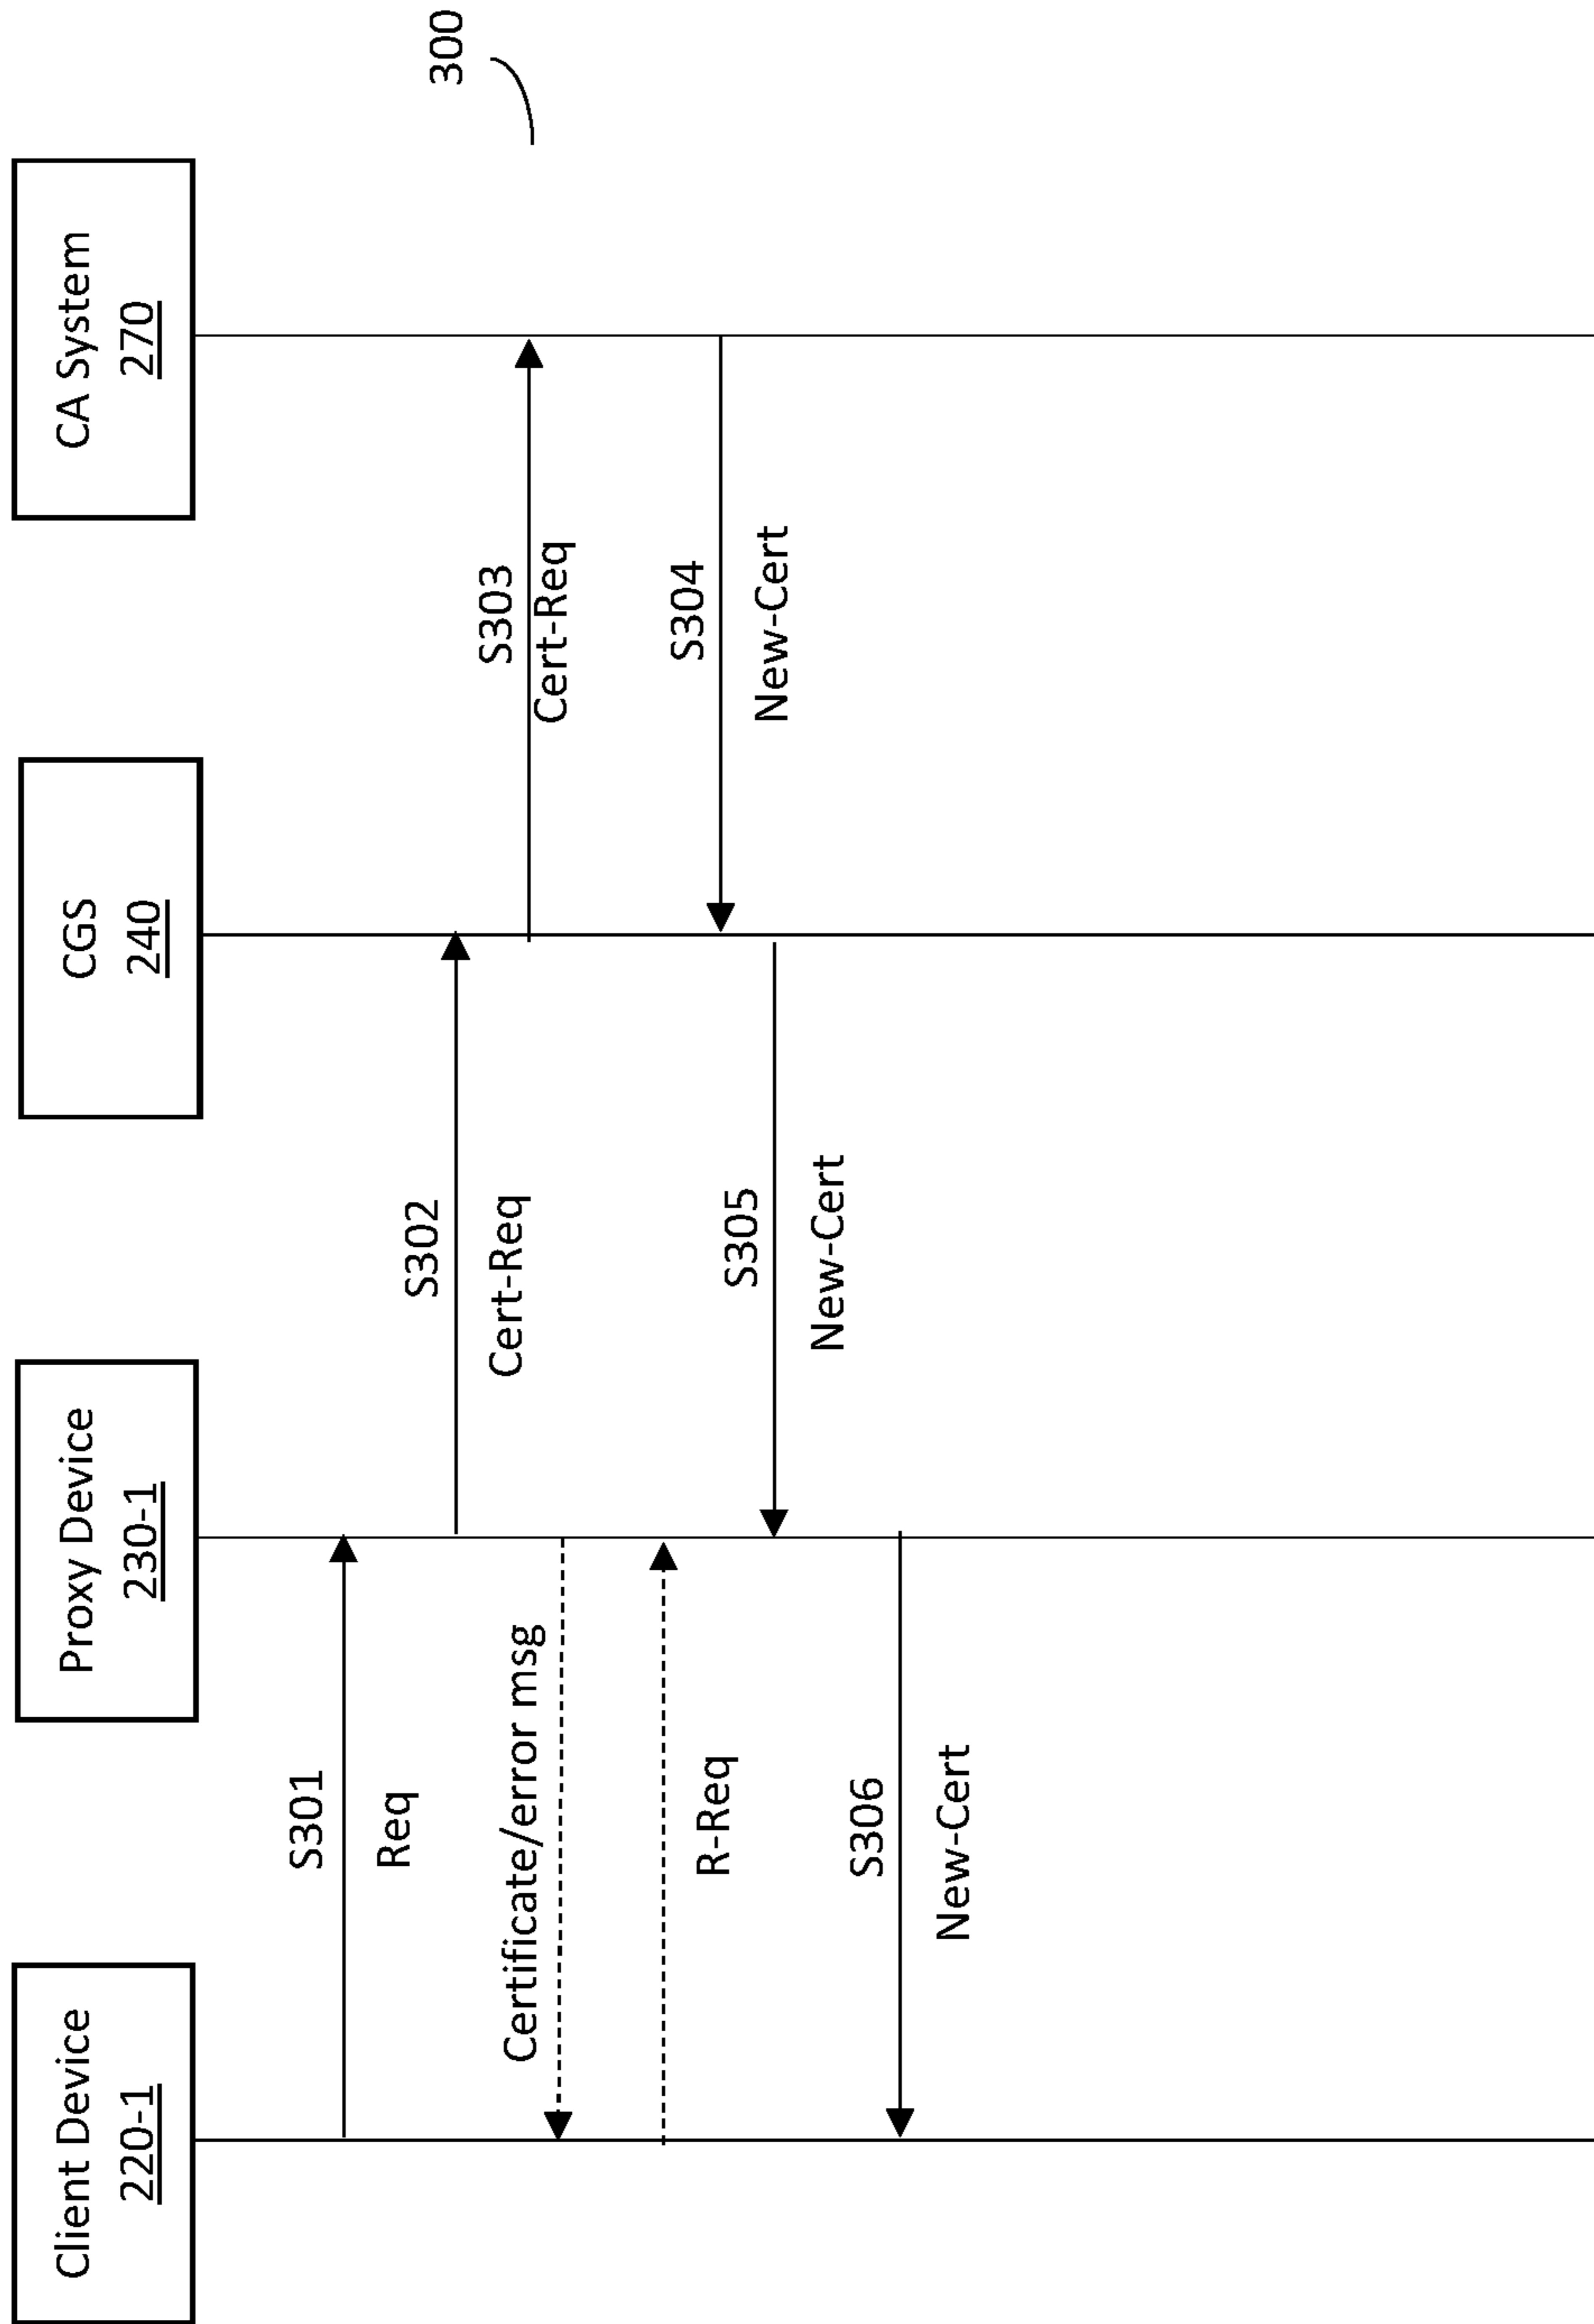 Client Device
220-1
Proxy Device
230-1
CGS
240
CA System
270
300
S301
Req
S302
Cert-Req
S303
Cert-Req
Certificate/error msg
R-Req
S304
New-Cert
S305
New-Cert
S306
New-Cert